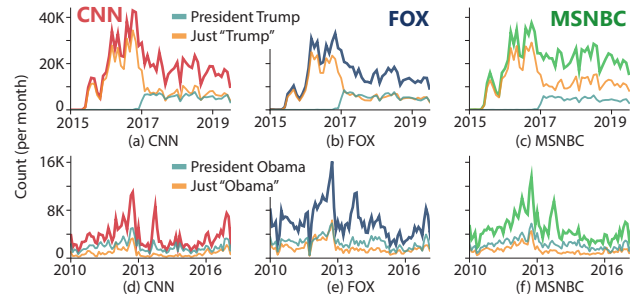 CNN
FOX
MSNBC
President Trump
Just "Trump"
Count (per month)
40K
20K
0
2015 2017 2019
2015 2017 2019
2015 2017 2019
(a) CNN
(b) FOX
(c) MSNBC
President Obama
Just "Obama"
16K
8K
0
2010 2013 2016
2010 2013 2016
2010 2013 2016
(d) CNN
(e) FOX
(f) MSNBC